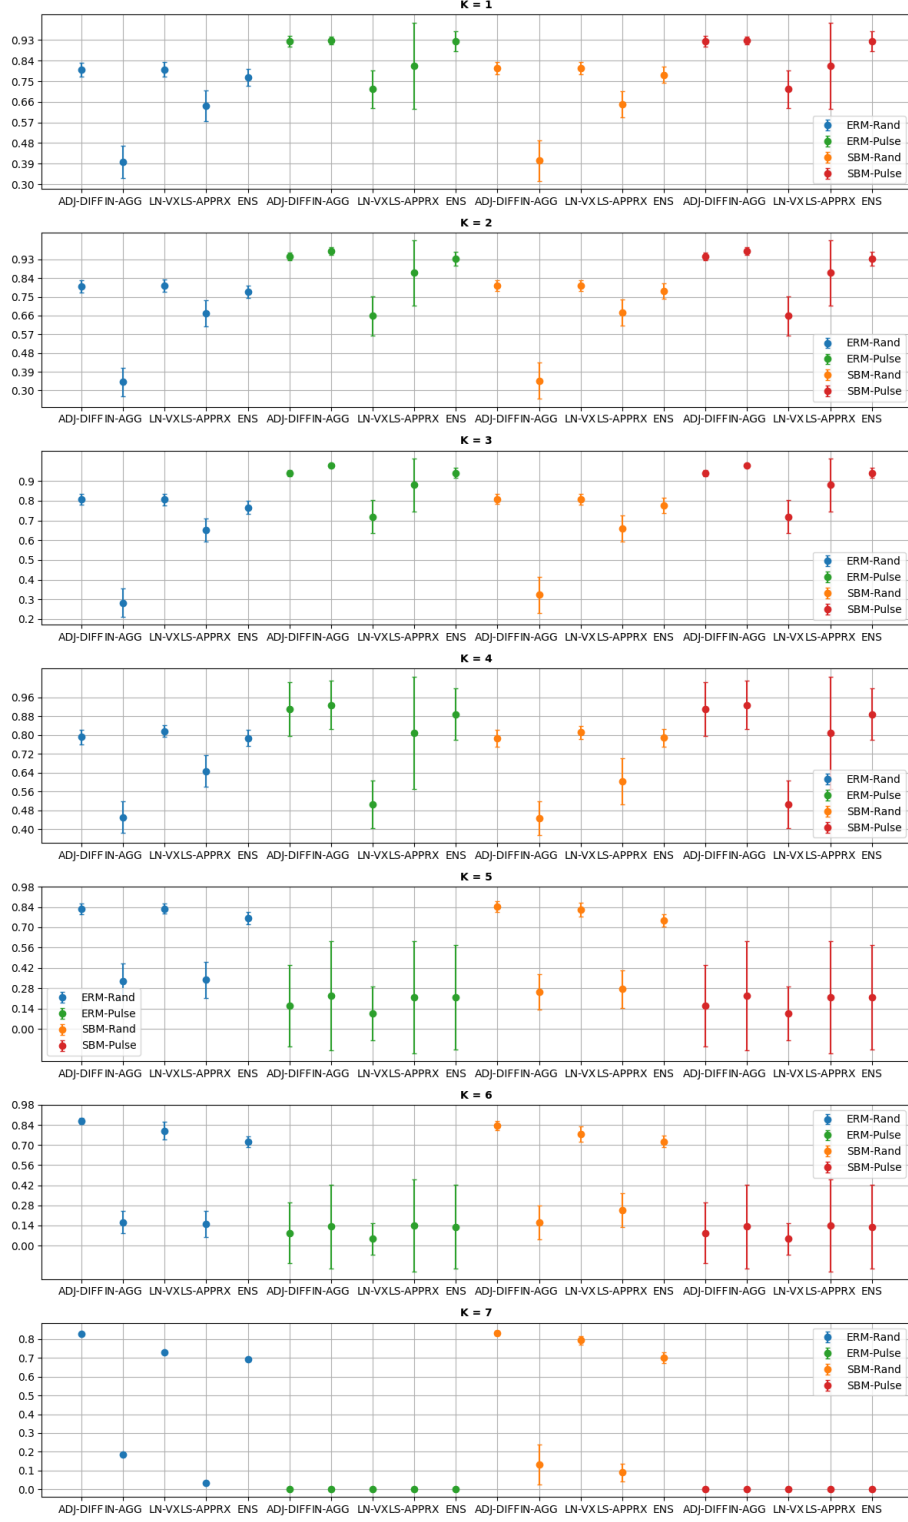 K = 1
0.93
0.84
0.75
0.66
0.57
0.48
0.39
0.30
ERM-Rand
ERM-Pulse
SBM-Rand
SBM-Pulse
ADJ-DIFF IN-AGG LN-VX LS-APPRX ENS ADJ-DIFF IN-AGG LN-VX LS-APPRX ENS ADJ-DIFF IN-AGG LN-VX LS-APPRX ENS ADJ-DIFF IN-AGG LN-VX LS-APPRX ENS
K = 2
0.93
0.84
0.75
0.66
0.57
0.48
0.39
0.30
ERM-Rand
ERM-Pulse
SBM-Rand
SBM-Pulse
ADJ-DIFF IN-AGG LN-VX LS-APPRX ENS ADJ-DIFF IN-AGG LN-VX LS-APPRX ENS ADJ-DIFF IN-AGG LN-VX LS-APPRX ENS ADJ-DIFF IN-AGG LN-VX LS-APPRX ENS
K = 3
0.9
0.8
0.7
0.6
0.5
0.4
0.3
0.2
ERM-Rand
ERM-Pulse
SBM-Rand
SBM-Pulse
ADJ-DIFF IN-AGG LN-VX LS-APPRX ENS ADJ-DIFF IN-AGG LN-VX LS-APPRX ENS ADJ-DIFF IN-AGG LN-VX LS-APPRX ENS ADJ-DIFF IN-AGG LN-VX LS-APPRX ENS
K = 4
0.96
0.88
0.80
0.72
0.64
0.56
0.48
0.40
ERM-Rand
ERM-Pulse
SBM-Rand
SBM-Pulse
ADJ-DIFF IN-AGG LN-VX LS-APPRX ENS ADJ-DIFF IN-AGG LN-VX LS-APPRX ENS ADJ-DIFF IN-AGG LN-VX LS-APPRX ENS ADJ-DIFF IN-AGG LN-VX LS-APPRX ENS
K = 5
0.98
0.84
0.70
0.56
0.42
0.28
0.14
0.00
ERM-Rand
ERM-Pulse
SBM-Rand
SBM-Pulse
ADJ-DIFF IN-AGG LN-VX LS-APPRX ENS ADJ-DIFF IN-AGG LN-VX LS-APPRX ENS ADJ-DIFF IN-AGG LN-VX LS-APPRX ENS ADJ-DIFF IN-AGG LN-VX LS-APPRX ENS
K = 6
0.98
0.84
0.70
0.56
0.42
0.28
0.14
0.00
ERM-Rand
ERM-Pulse
SBM-Rand
SBM-Pulse
ADJ-DIFF IN-AGG LN-VX LS-APPRX ENS ADJ-DIFF IN-AGG LN-VX LS-APPRX ENS ADJ-DIFF IN-AGG LN-VX LS-APPRX ENS ADJ-DIFF IN-AGG LN-VX LS-APPRX ENS
K = 7
0.8
0.7
0.6
0.5
0.4
0.3
0.2
0.1
0.0
ERM-Rand
ERM-Pulse
SBM-Rand
SBM-Pulse
ADJ-DIFF IN-AGG LN-VX LS-APPRX ENS ADJ-DIFF IN-AGG LN-VX LS-APPRX ENS ADJ-DIFF IN-AGG LN-VX LS-APPRX ENS ADJ-DIFF IN-AGG LN-VX LS-APPRX ENS